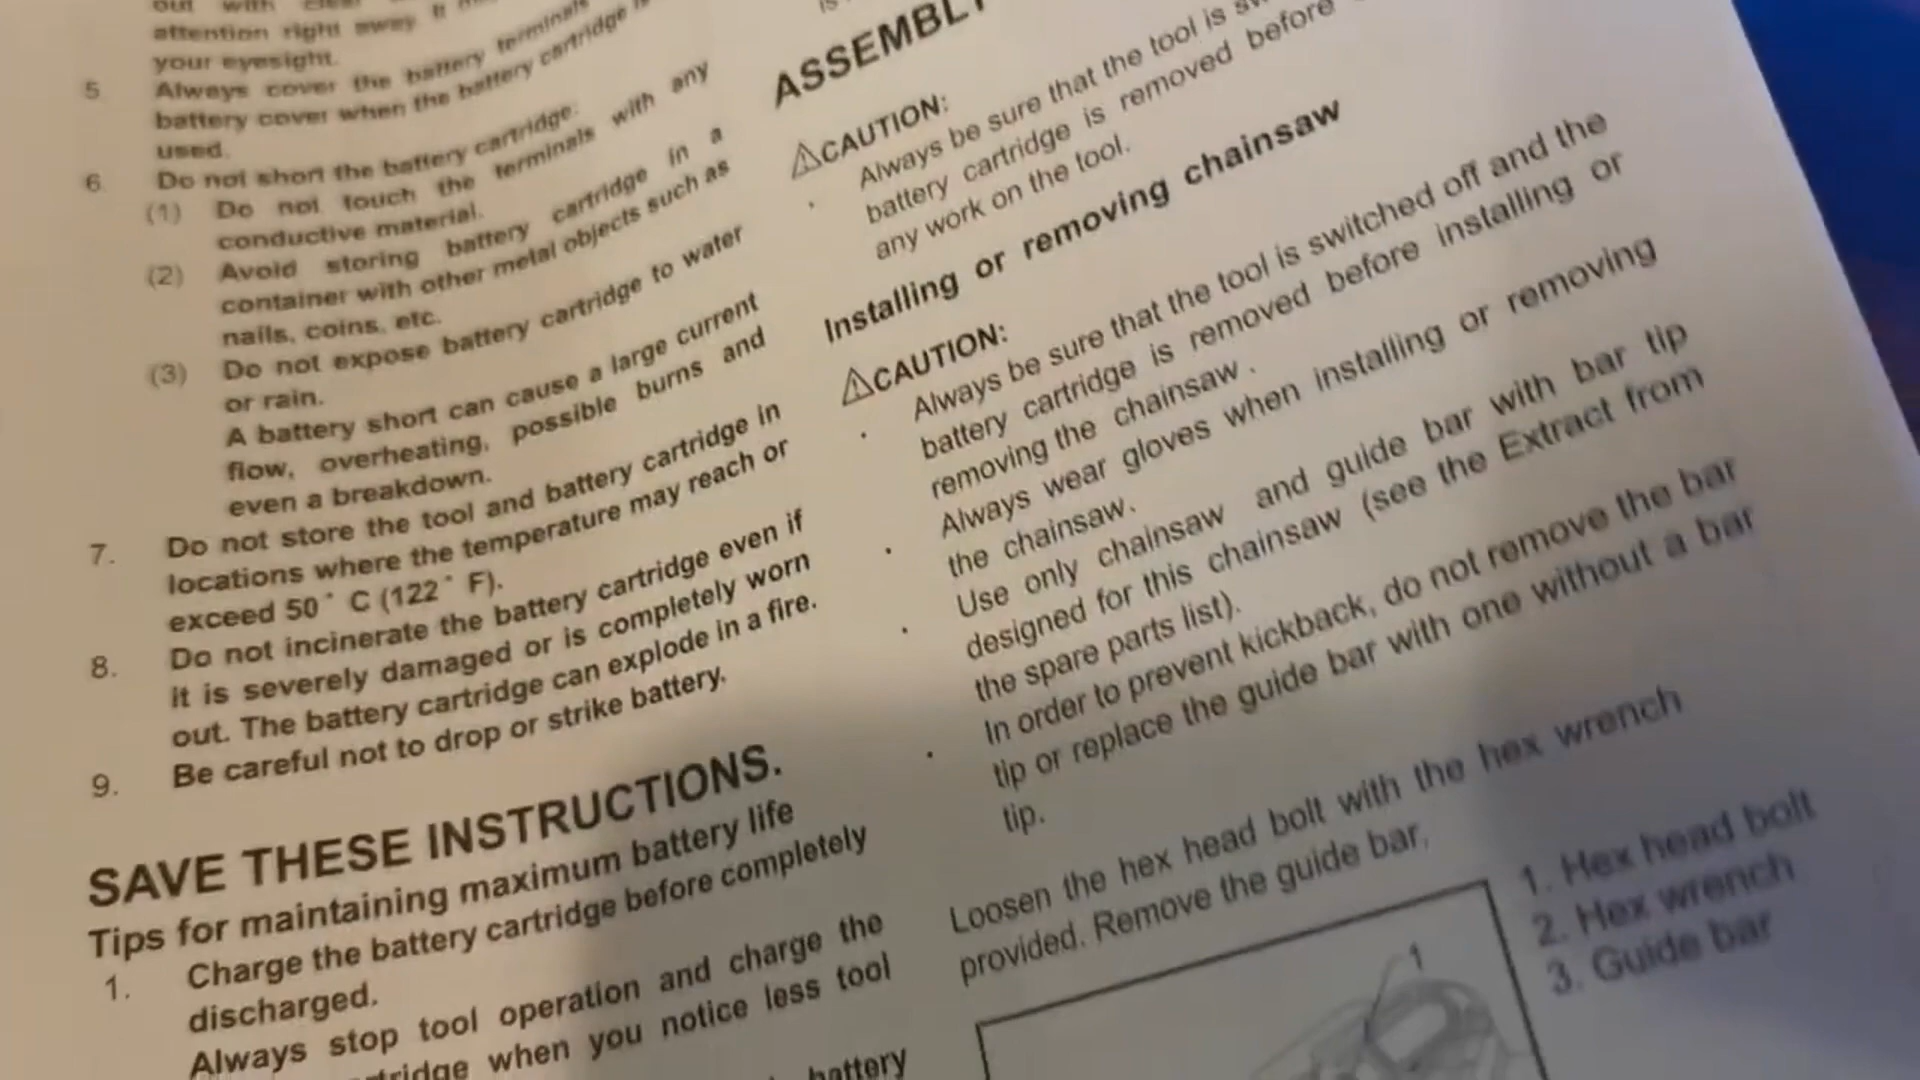 out with clear
attention right away. It
your eyesight.
5. Always cover the battery terminals
battery cover when the battery cartridge is
used.
6. Do not short the battery cartridge:
(1) Do not touch the terminals with any
conductive material.
(2) Avoid storing battery cartridge in a
container with other metal objects such as
nails, coins, etc.
(3) Do not expose battery cartridge to water
or rain.
A battery short can cause a large current
flow, overheating, possible burns and
even a breakdown.
7. Do not store the tool and battery cartridge in
locations where the temperature may reach or
exceed 50° C (122° F).
8. Do not incinerate the battery cartridge even if
it is severely damaged or is completely worn
out. The battery cartridge can explode in a fire.
9. Be careful not to drop or strike battery.
SAVE THESE INSTRUCTIONS.
Tips for maintaining maximum battery life
1. Charge the battery cartridge before completely
discharged.
Always stop tool operation and charge the
when you notice less tool
battery
ASSEMBLY
⚠CAUTION:
· Always be sure that the tool is
battery cartridge is removed before
any work on the tool.
Installing or removing chainsaw
⚠CAUTION:
· Always be sure that the tool is switched off and the
battery cartridge is removed before installing or
removing the chainsaw .
· Always wear gloves when installing or removing
the chainsaw.
· Use only chainsaw and guide bar with bar tip
designed for this chainsaw (see the Extract from
the spare parts list).
· In order to prevent kickback, do not remove the bar
tip or replace the guide bar with one without a bar
tip.
Loosen the hex head bolt with the hex wrench
provided. Remove the guide bar.
1
1. Hex head bolt
2. Hex wrench
3. Guide bar